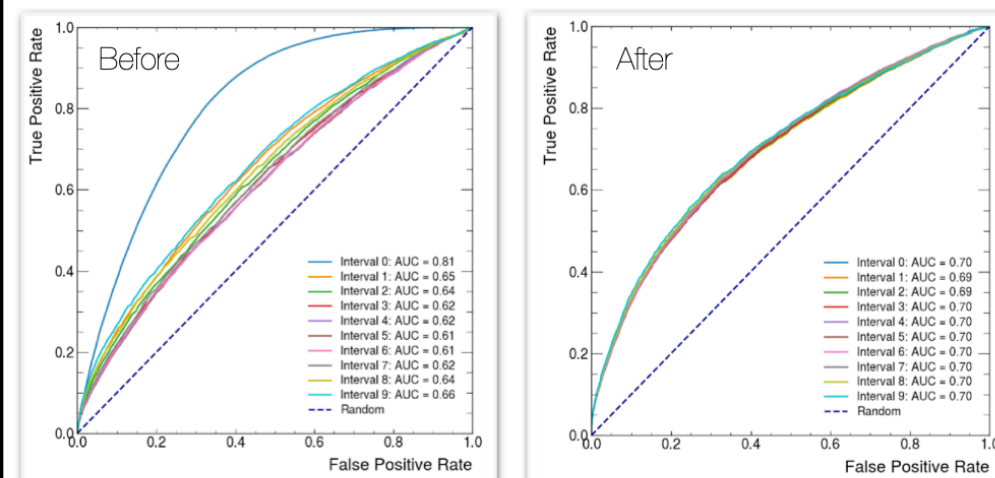 Before
True Positive Rate
1.0
0.8
0.6
0.4
0.2
0.0
Interval 0: AUC = 0.81
Interval 1: AUC = 0.65
Interval 2: AUC = 0.64
Interval 3: AUC = 0.62
Interval 4: AUC = 0.62
Interval 5: AUC = 0.61
Interval 6: AUC = 0.61
Interval 7: AUC = 0.62
Interval 8: AUC = 0.64
Interval 9: AUC = 0.66
Random
0.0 0.2 0.4 0.6 0.8 1.0
False Positive Rate
After
True Positive Rate
1.0
0.8
0.6
0.4
0.2
0.0
Interval 0: AUC = 0.70
Interval 1: AUC = 0.69
Interval 2: AUC = 0.69
Interval 3: AUC = 0.70
Interval 4: AUC = 0.70
Interval 5: AUC = 0.70
Interval 6: AUC = 0.70
Interval 7: AUC = 0.70
Interval 8: AUC = 0.70
Interval 9: AUC = 0.70
Random
0.0 0.2 0.4 0.6 0.8 1.0
False Positive Rate